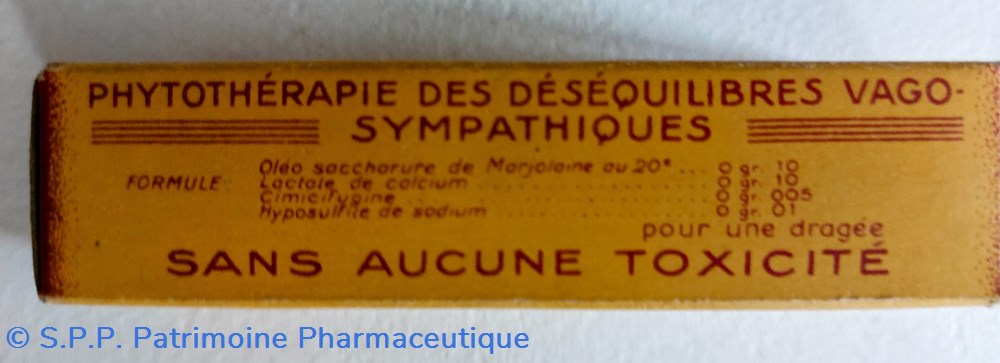 PHYTOTHÉRAPIE DES DÉSÉQUILIBRES VAGO-
SYMPATHIQUES
FORMULE:
Oléo saccharure de Marjolaine au 20e ... 0 gr. 10
Lactate de calcium ........ 0 gr. 10
Cimicifugine ........ 0 gr. 005
Hyposulfite de sodium ........ 0 gr. 01
pour une dragée
SANS AUCUNE TOXICITÉ
© S.P.P. Patrimoine Pharmaceutique